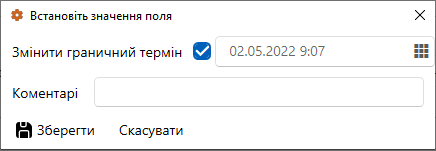 Встановіть значення поля
Змінити граничний термін 02.05.2022 9:07
Коментарі
Зберегти Скасувати